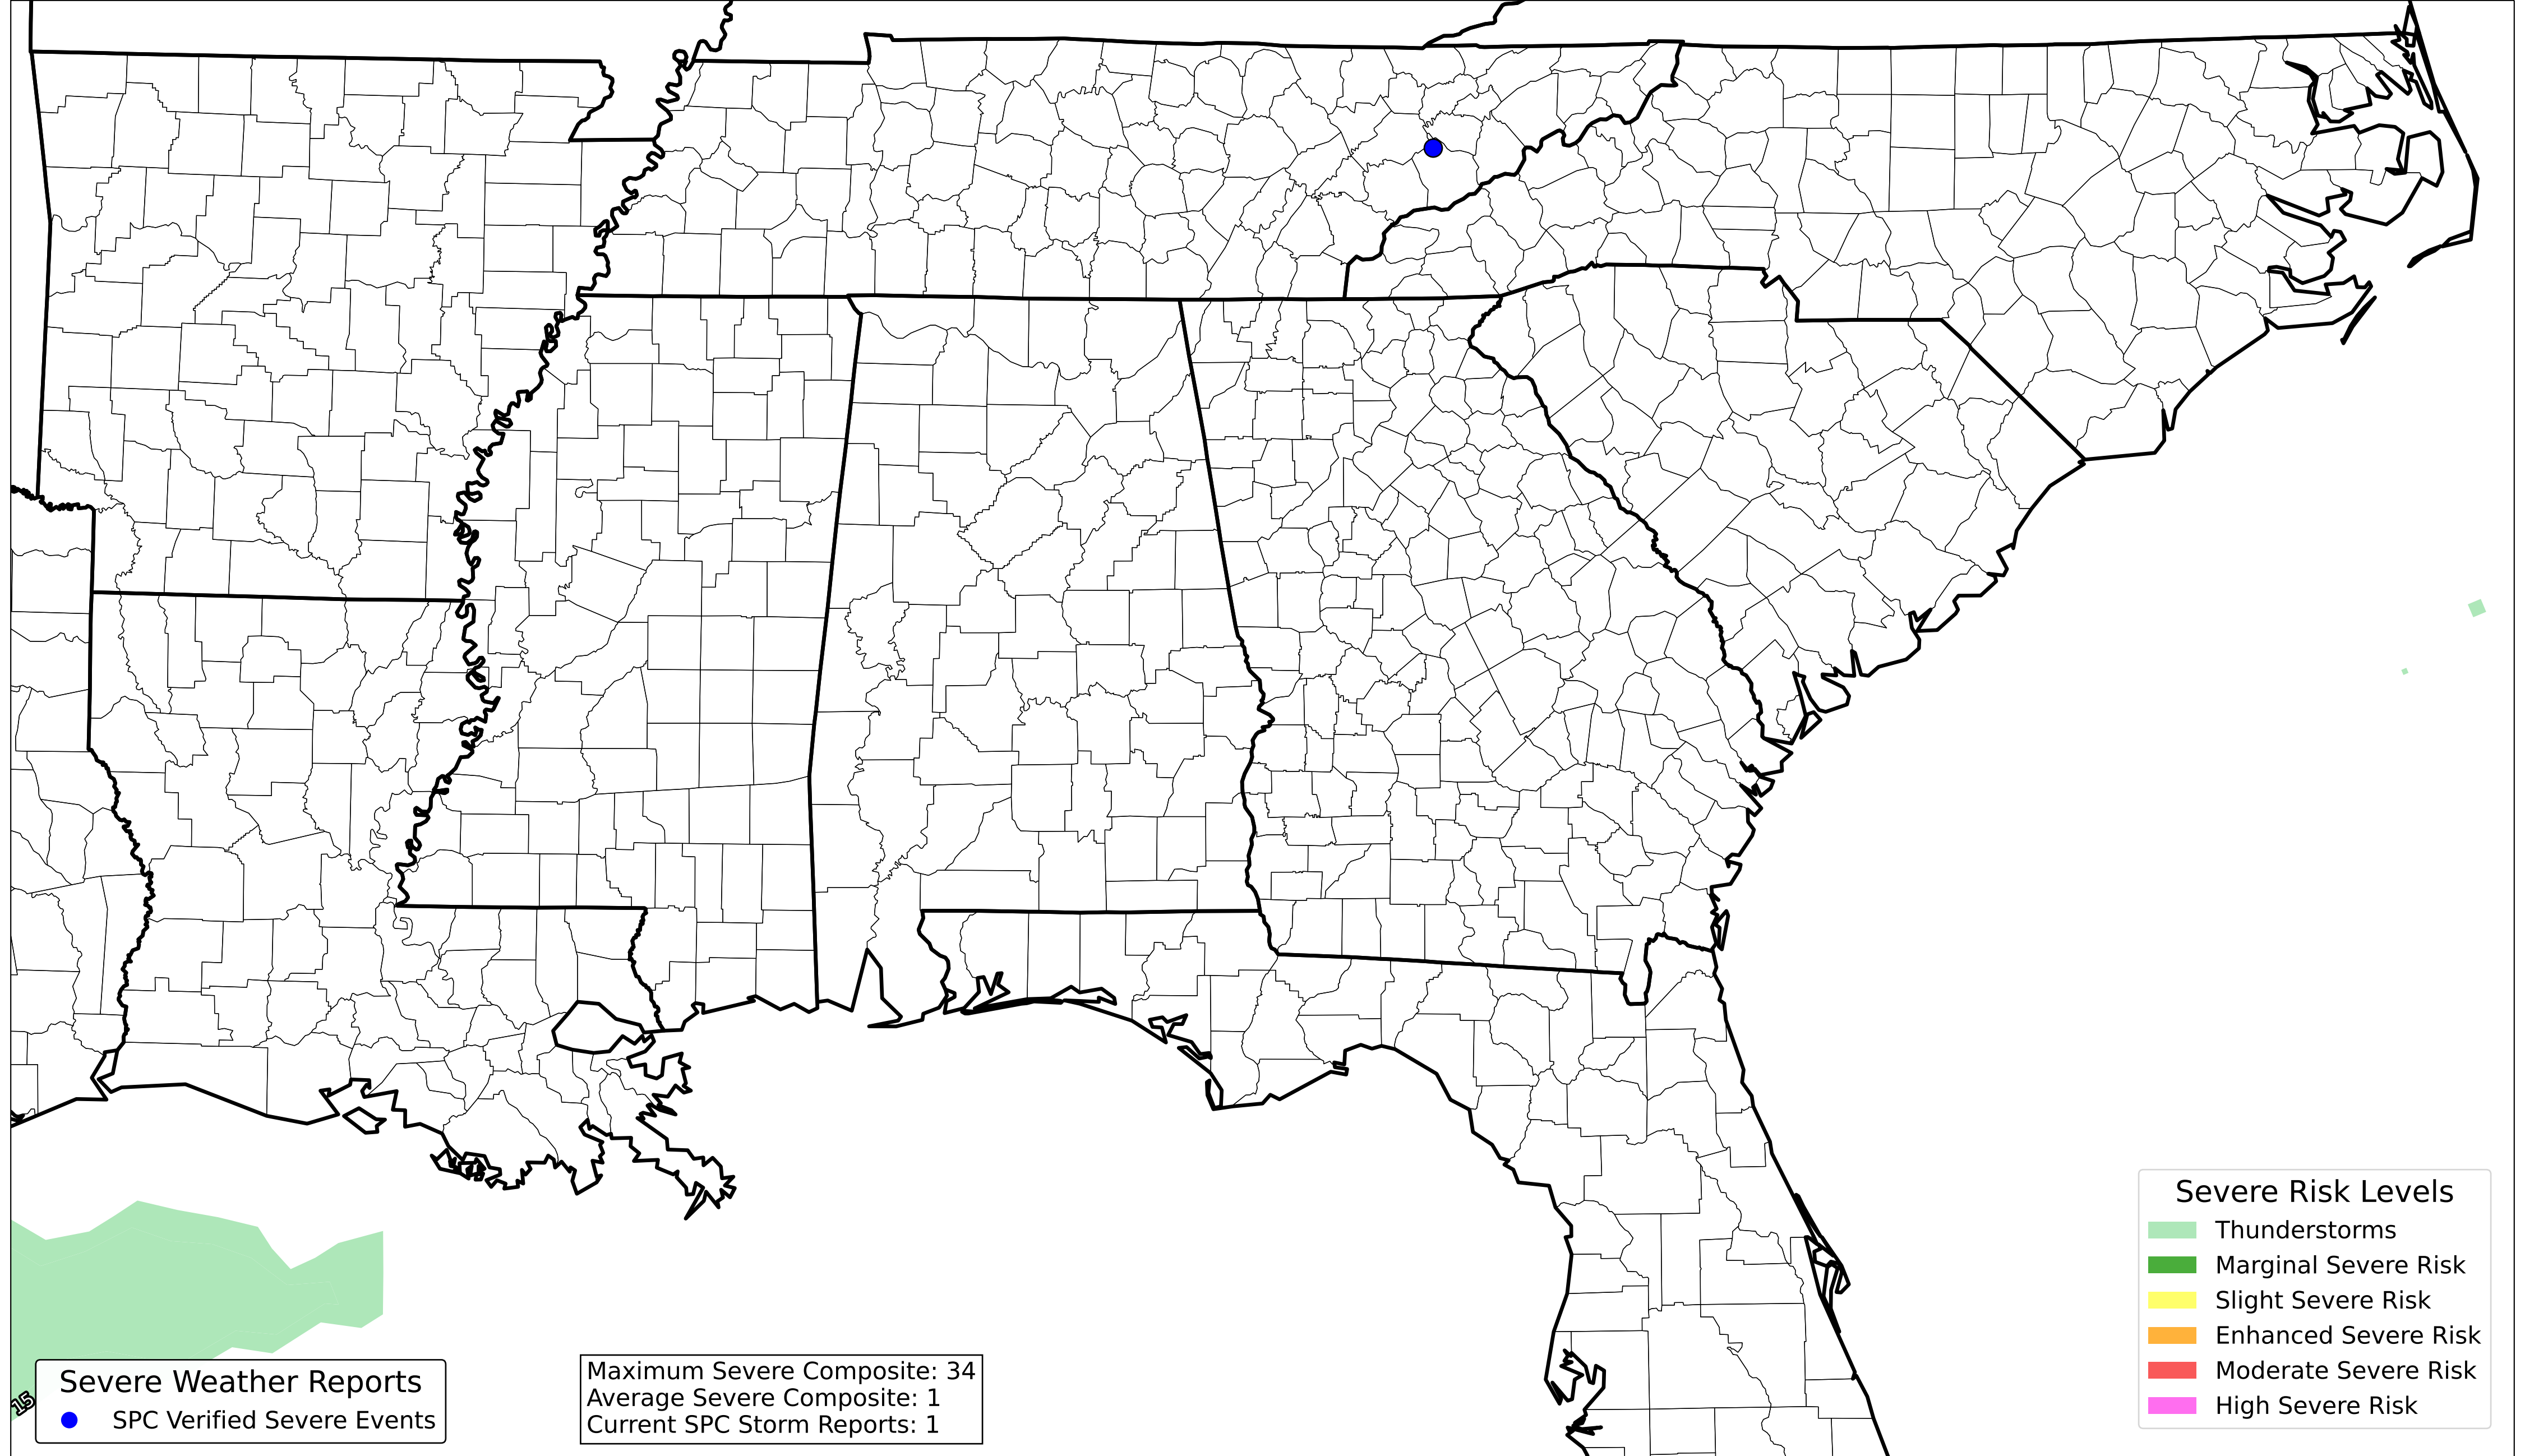 Severe Risk Levels
Thunderstorms
Marginal Severe Risk
Slight Severe Risk
Enhanced Severe Risk
Moderate Severe Risk
High Severe Risk
Severe Weather Reports
SPC Verified Severe Events
15
Maximum Severe Composite: 34
Average Severe Composite: 1
Current SPC Storm Reports: 1